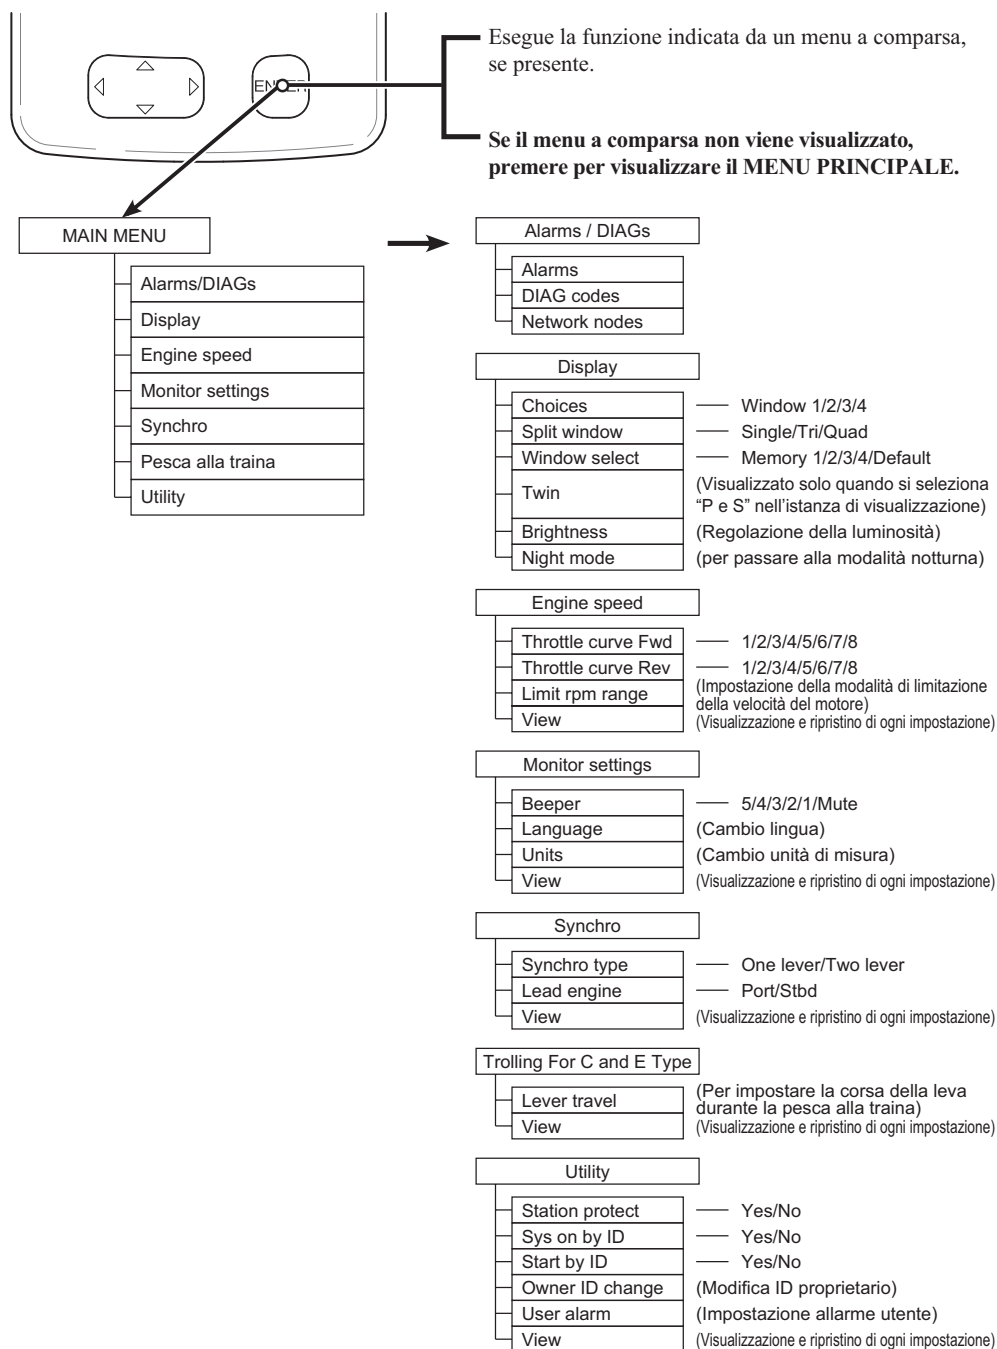 Esegue la funzione indicata da un menu a comparsa,
se presente.
ENTER
Se il menu a comparsa non viene visualizzato,
premere per visualizzare il MENU PRINCIPALE.
MAIN MENU
Alarms/DIAGs
Display
Engine speed
Monitor settings
Synchro
Pesca alla traina
Utility
Alarms / DIAGs
Alarms
DIAG codes
Network nodes
Display
Choices Window 1/2/3/4
Split window Single/Tri/Quad
Window select Memory 1/2/3/4/Default
Twin (Visualizzato solo quando si seleziona
“P e S” nell’istanza di visualizzazione)
Brightness (Regolazione della luminosità)
Night mode (per passare alla modalità notturna)
Engine speed
Throttle curve Fwd 1/2/3/4/5/6/7/8
Throttle curve Rev 1/2/3/4/5/6/7/8
Limit rpm range (Impostazione della modalità di limitazione
della velocità del motore)
View (Visualizzazione e ripristino di ogni impostazione)
Monitor settings
Beeper 5/4/3/2/1/Mute
Language (Cambio lingua)
Units (Cambio unità di misura)
View (Visualizzazione e ripristino di ogni impostazione)
Synchro
Synchro type One lever/Two lever
Lead engine Port/Stbd
View (Visualizzazione e ripristino di ogni impostazione)
Trolling For C and E Type
Lever travel (Per impostare la corsa della leva
durante la pesca alla traina)
View (Visualizzazione e ripristino di ogni impostazione)
Utility
Station protect Yes/No
Sys on by ID Yes/No
Start by ID Yes/No
Owner ID change (Modifica ID proprietario)
User alarm (Impostazione allarme utente)
View (Visualizzazione e ripristino di ogni impostazione)